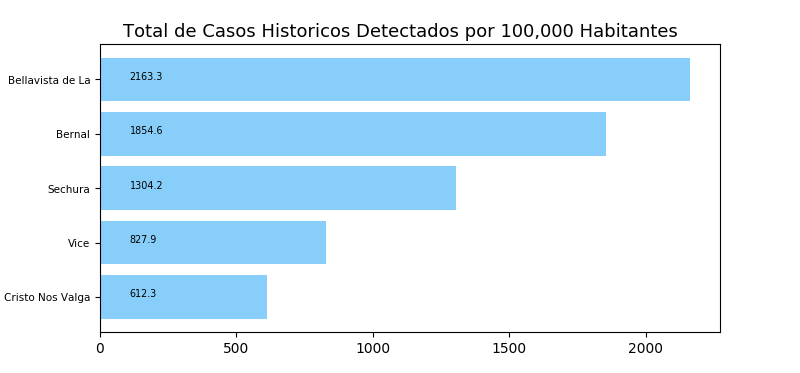 Total de Casos Historicos Detectados por 100,000 Habitantes
Bellavista de La 2163.3
Bernal 1854.6
Sechura 1304.2
Vice 827.9
Cristo Nos Valga 612.3
0 500 1000 1500 2000